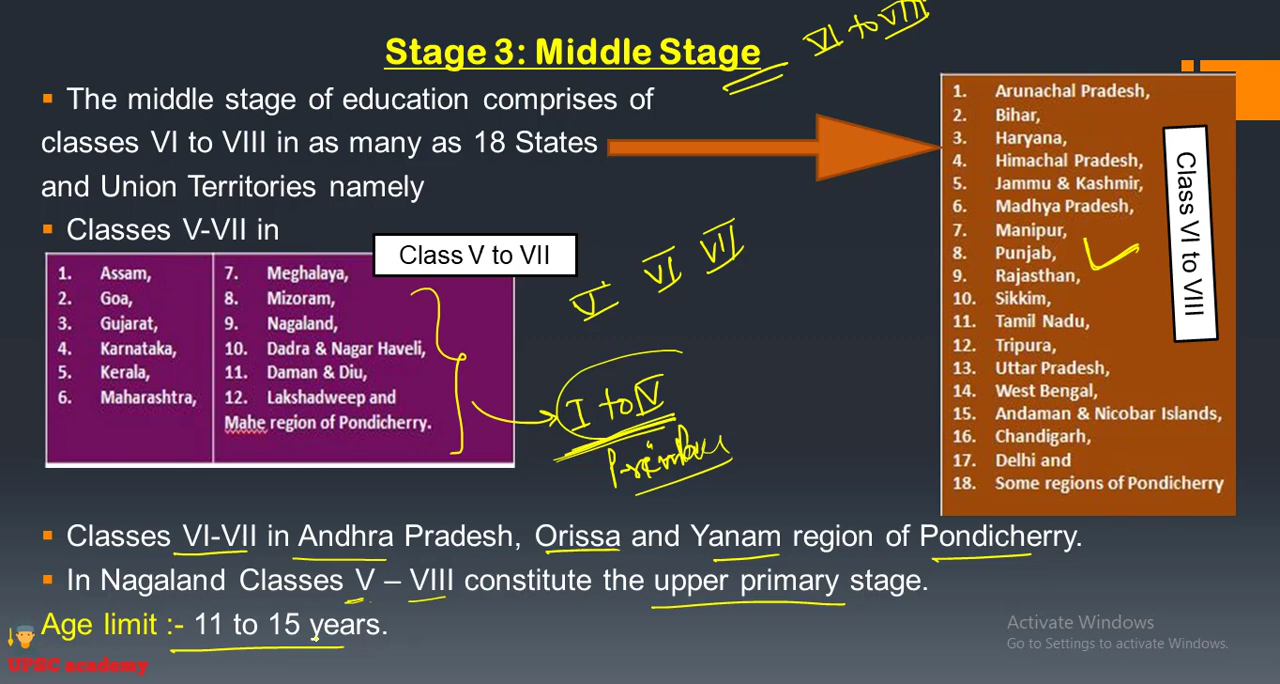 Stage 3: Middle Stage
VI to VIII
▪ The middle stage of education comprises of
classes VI to VIII in as many as 18 States
and Union Territories namely
▪ Classes V-VII in
Class V to VII
1. Assam,
2. Goa,
3. Gujarat,
4. Karnataka,
5. Kerala,
6. Maharashtra,
7. Meghalaya,
8. Mizoram,
9. Nagaland,
10. Dadra & Nagar Haveli,
11. Daman & Diu,
12. Lakshadweep and
Mahe region of Pondicherry.
V VI VII
I to IV
1. Arunachal Pradesh,
2. Bihar,
3. Haryana,
4. Himachal Pradesh,
5. Jammu & Kashmir,
6. Madhya Pradesh,
7. Manipur,
8. Punjab,
9. Rajasthan,
10. Sikkim,
11. Tamil Nadu,
12. Tripura,
13. Uttar Pradesh,
14. West Bengal,
15. Andaman & Nicobar Islands,
16. Chandigarh,
17. Delhi and
18. Some regions of Pondicherry
Class VI to VIII
▪ Classes VI-VII in Andhra Pradesh, Orissa and Yanam region of Pondicherry.
▪ In Nagaland Classes V – VIII constitute the upper primary stage.
Age limit :- 11 to 15 years.
UPSC academy
Activate Windows
Go to Settings to activate Windows.